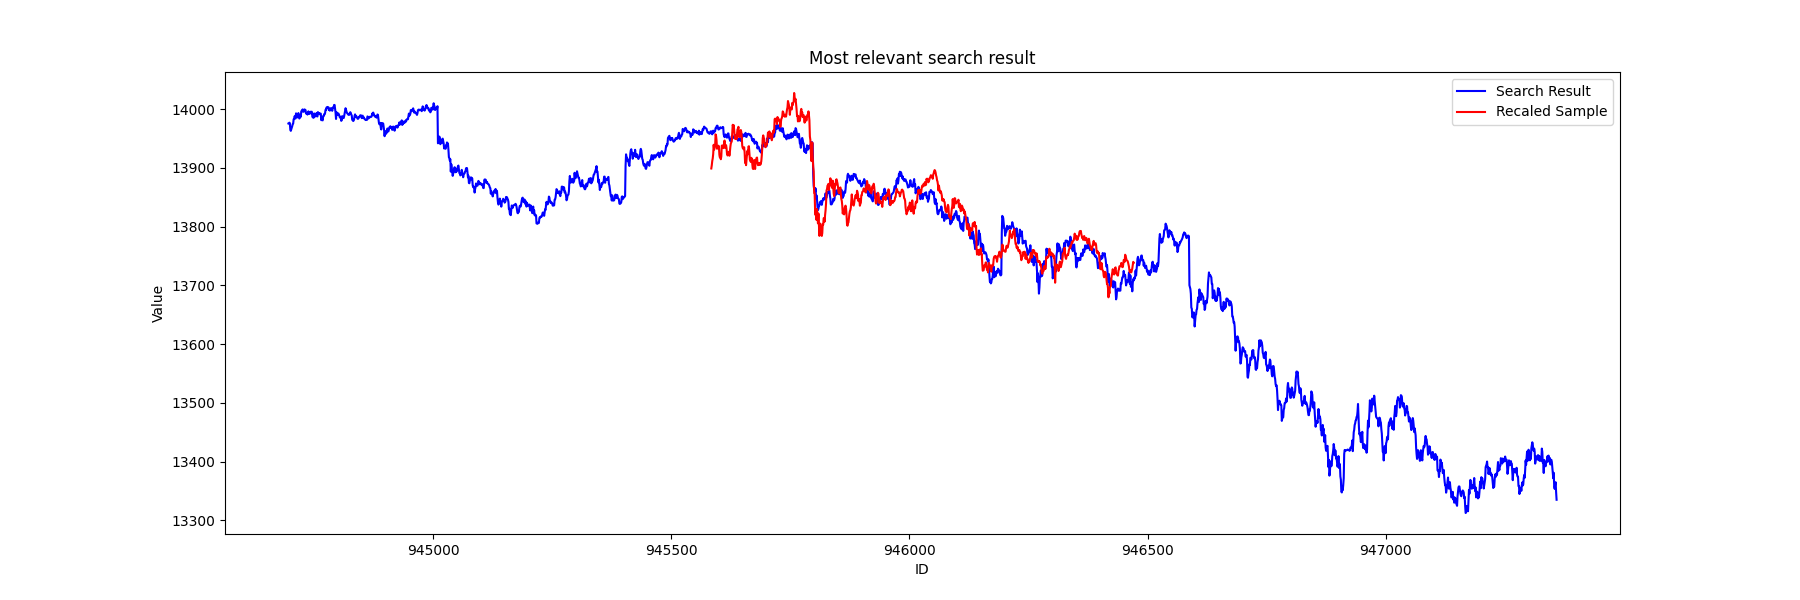 Most relevant search result
Search Result
Recaled Sample
Value
14000
13900
13800
13700
13600
13500
13400
13300
945000
945500
946000
946500
947000
ID